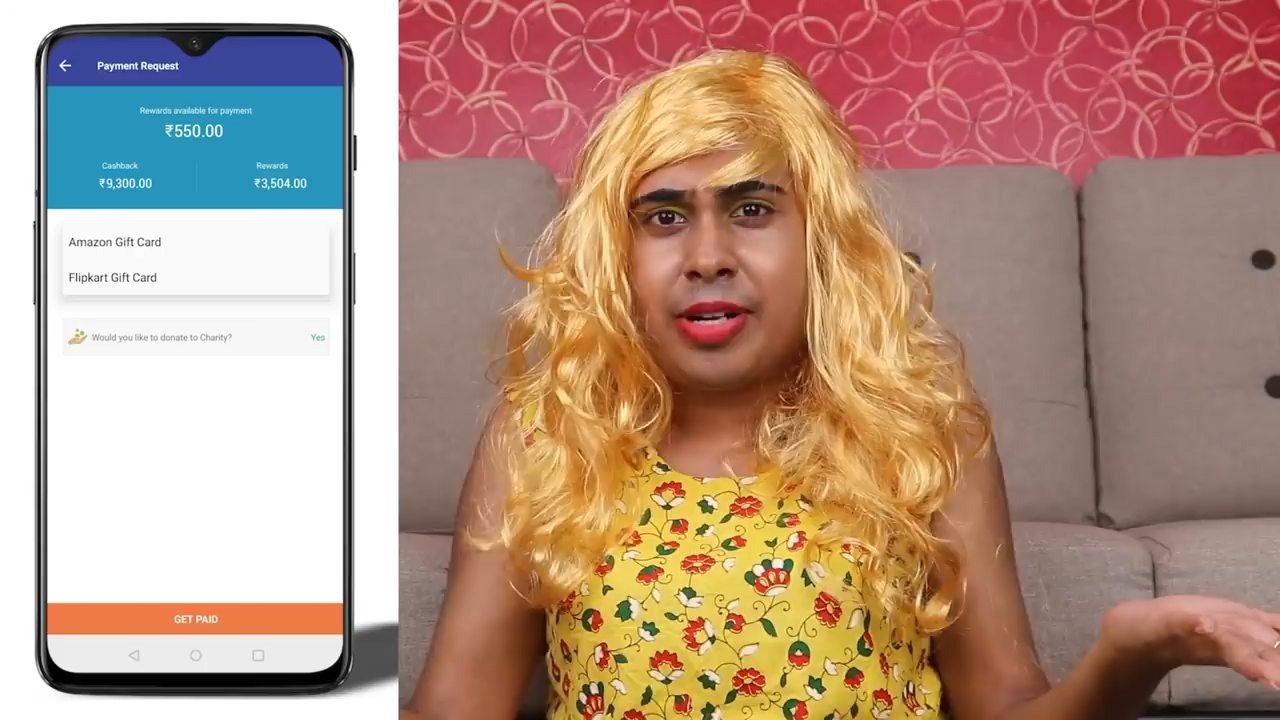 Payment Request
Rewards available for payment
₹550.00
Cashback Rewards
₹9,300.00 ₹3,504.00
Amazon Gift Card
Flipkart Gift Card
Would you like to donate to Charity? Yes
GET PAID